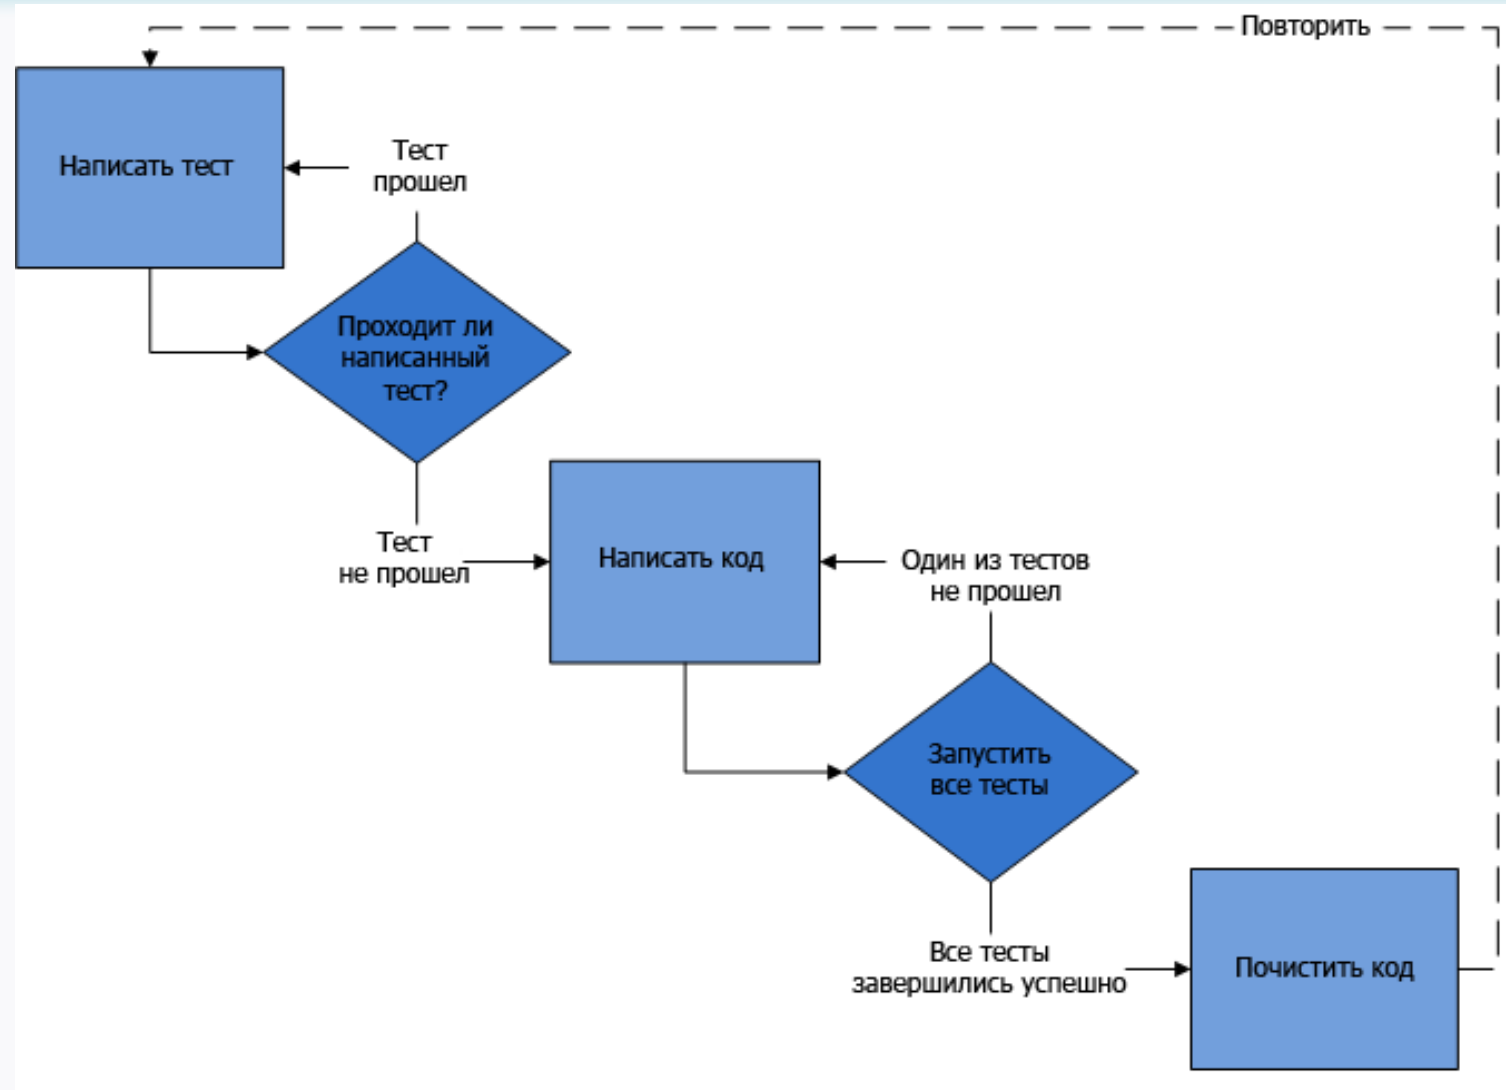 Повторить
Написать тест
Тест
прошел
Проходит ли
написанный
тест?
Тест
не прошел
Написать код
Один из тестов
не прошел
Запустить
все тесты
Все тесты
завершились успешно
Почистить код